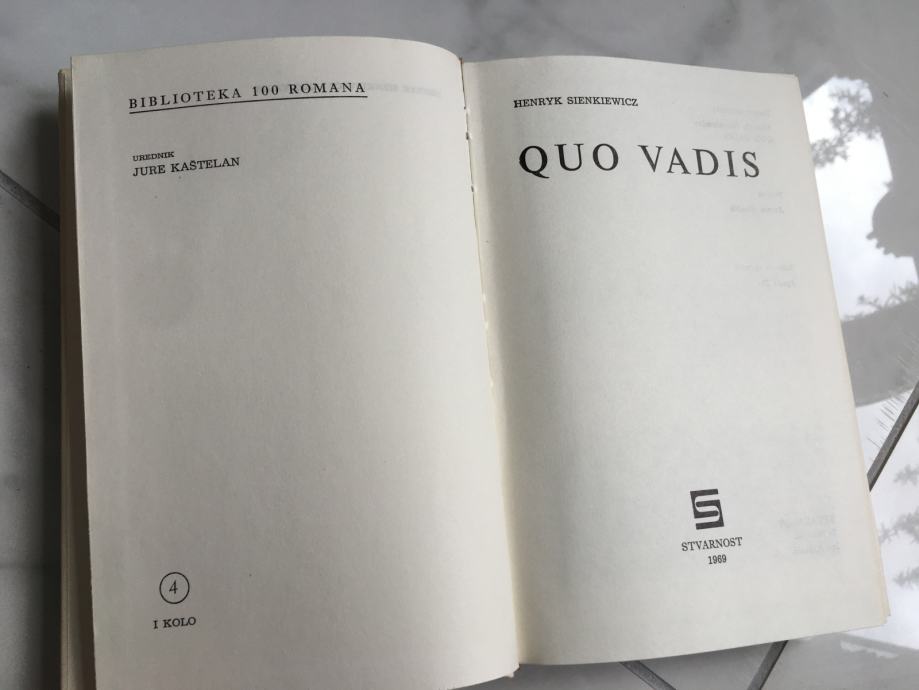 BIBLIOTEKA 100 ROMANA
UREDNIK
JURE KAŠTELAN
4
I KOLO
HENRYK SIENKIEWICZ
QUO VADIS
STVARNOST
1969